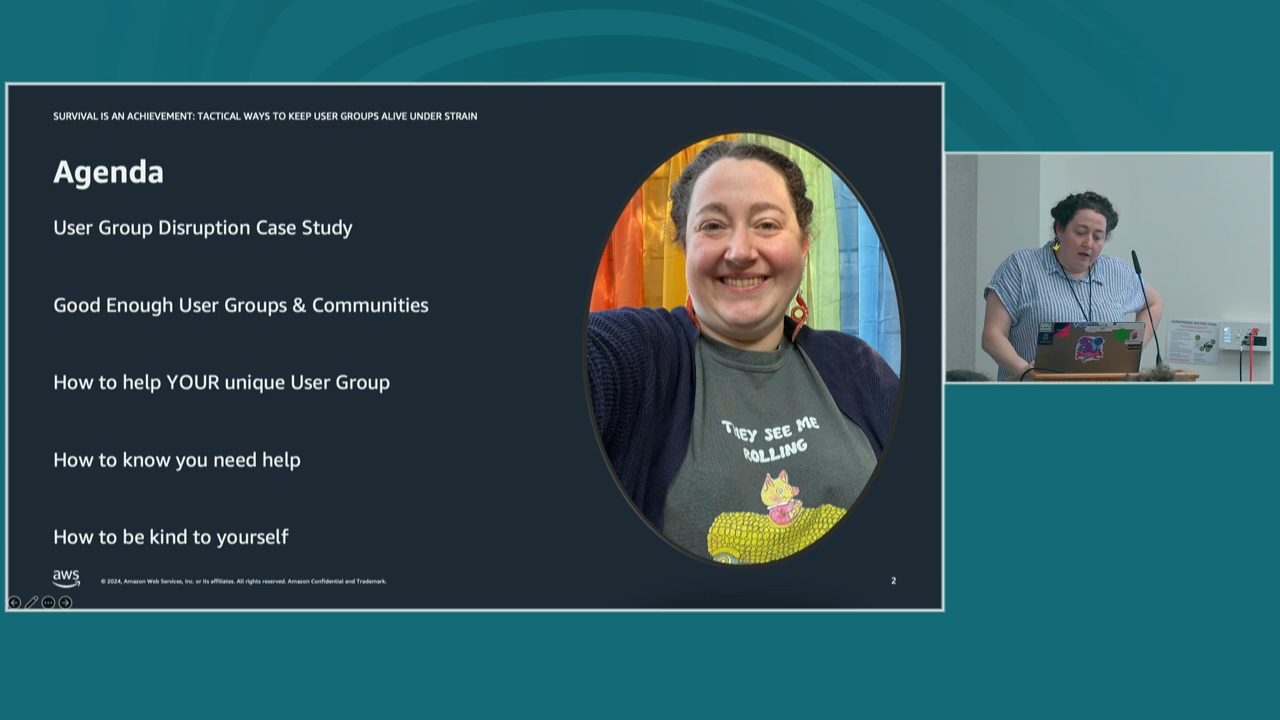 SURVIVAL IS AN ACHIEVEMENT: TACTICAL WAYS TO KEEP USER GROUPS ALIVE UNDER STRAIN
Agenda
User Group Disruption Case Study
Good Enough User Groups & Communities
How to help YOUR unique User Group
How to know you need help
How to be kind to yourself
THEY SEE ME
ROLLING
aws
© 2024, Amazon Web Services, Inc. or its affiliates. All rights reserved. Amazon Confidential and Trademark.
2